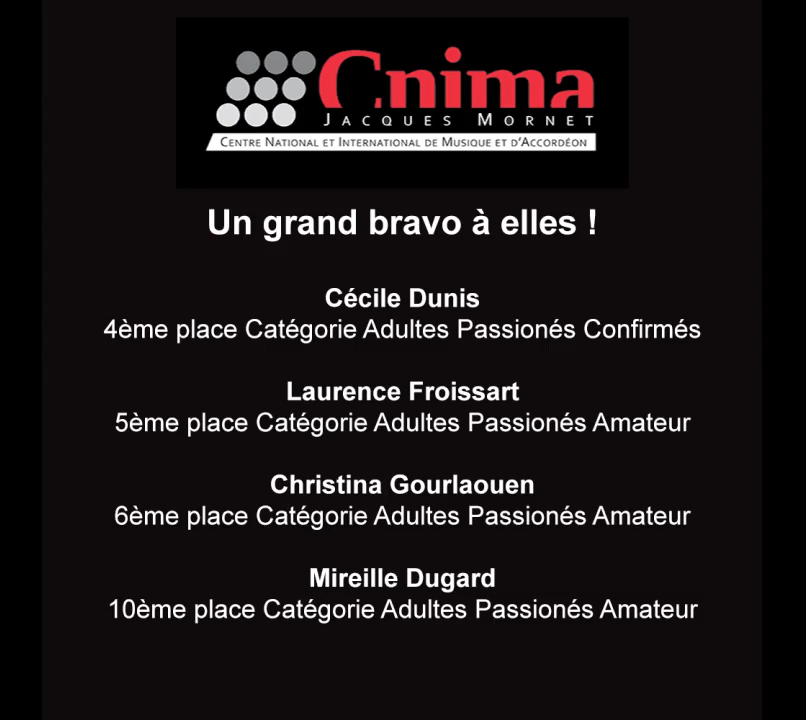 Cnima
JACQUES MORNET
CENTRE NATIONAL ET INTERNATIONAL DE MUSIQUE ET D'ACCORDÉON
Un grand bravo à elles !
Cécile Dunis
4ème place Catégorie Adultes Passionés Confirmés
Laurence Froissart
5ème place Catégorie Adultes Passionés Amateur
Christina Gourlaouen
6ème place Catégorie Adultes Passionés Amateur
Mireille Dugard
10ème place Catégorie Adultes Passionés Amateur